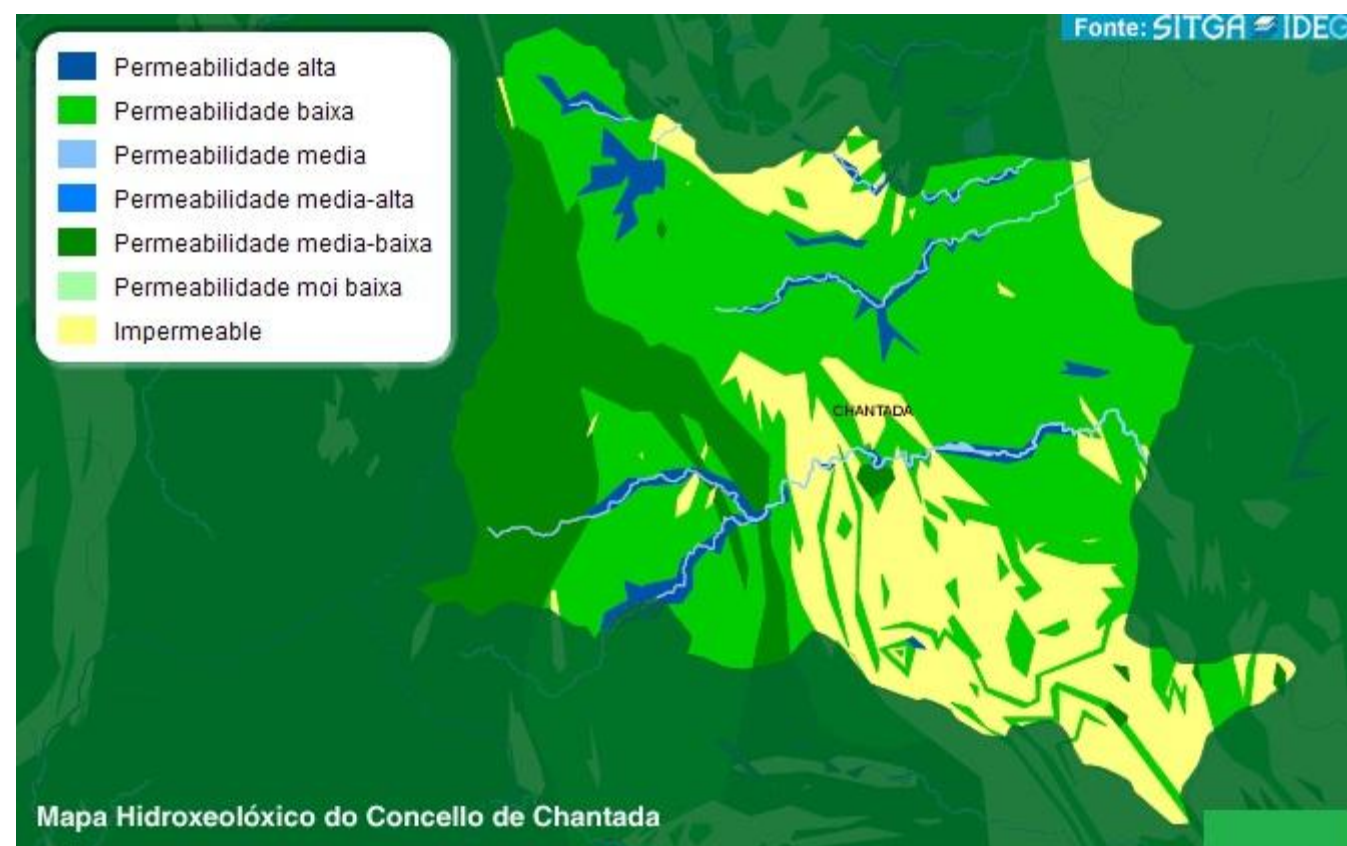 Fonte: SITGA IDEG
Permeabilidade alta
Permeabilidade baixa
Permeabilidade media
Permeabilidade media-alta
Permeabilidade media-baixa
Permeabilidade moi baixa
Impermeable
CHANTADA
Mapa Hidroxeolóxico do Concello de Chantada